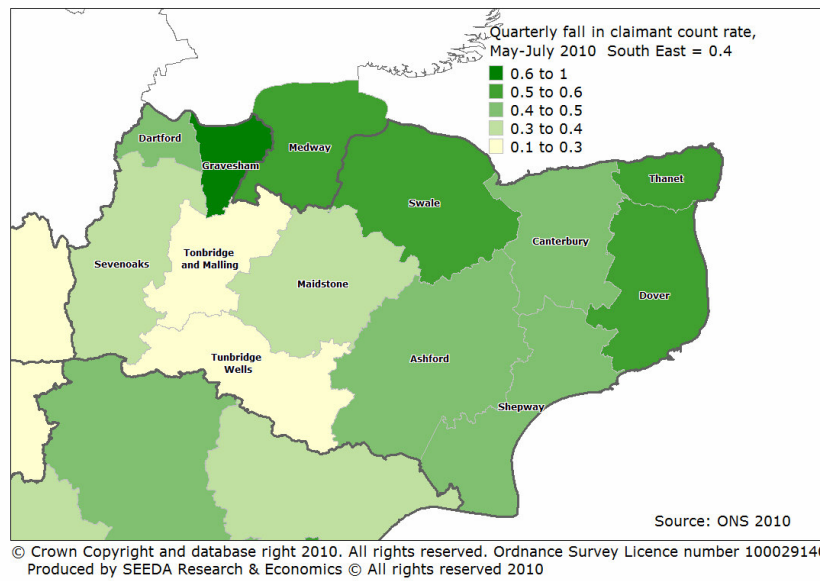 Quarterly fall in claimant count rate,
May-July 2010  South East = 0.4
0.6 to 1
0.5 to 0.6
0.4 to 0.5
0.3 to 0.4
0.1 to 0.3
Dartford
Gravesham
Medway
Thanet
Swale
Canterbury
Sevenoaks
Tonbridge
and Malling
Maidstone
Dover
Tunbridge
Wells
Ashford
Shepway
Source: ONS 2010
© Crown Copyright and database right 2010. All rights reserved. Ordnance Survey Licence number 10002914
Produced by SEEDA Research & Economics © All rights reserved 2010